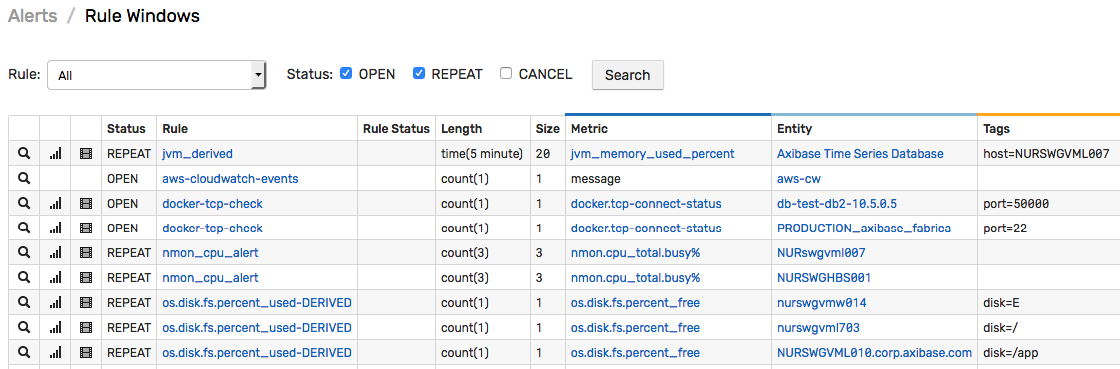 Alerts / Rule Windows
Rule: All Status: OPEN REPEAT CANCEL Search
Status Rule Rule Status Length Size Metric Entity Tags
REPEAT jvm_derived time(5 minute) 20 jvm_memory_used_percent Axibase Time Series Database host=NURSWGVML007
OPEN aws-cloudwatch-events count(1) 1 message aws-cw
OPEN docker-tcp-check count(1) 1 docker.tcp-connect-status db-test-db2-10.5.0.5 port=50000
OPEN docker-tcp-check count(1) 1 docker.tcp-connect-status PRODUCTION_axibase_fabrica port=22
REPEAT nmon_cpu_alert count(3) 3 nmon.cpu_total.busy% NURswgvml007
REPEAT nmon_cpu_alert count(3) 3 nmon.cpu_total.busy% NURSWGHBS001
REPEAT os.disk.fs.percent_used-DERIVED count(1) 1 os.disk.fs.percent_free nurswgvmw014 disk=E
REPEAT os.disk.fs.percent_used-DERIVED count(1) 1 os.disk.fs.percent_free nurswgvml703 disk=/
REPEAT os.disk.fs.percent_used-DERIVED count(1) 1 os.disk.fs.percent_free NURSWGVML010.corp.axibase.com disk=/app